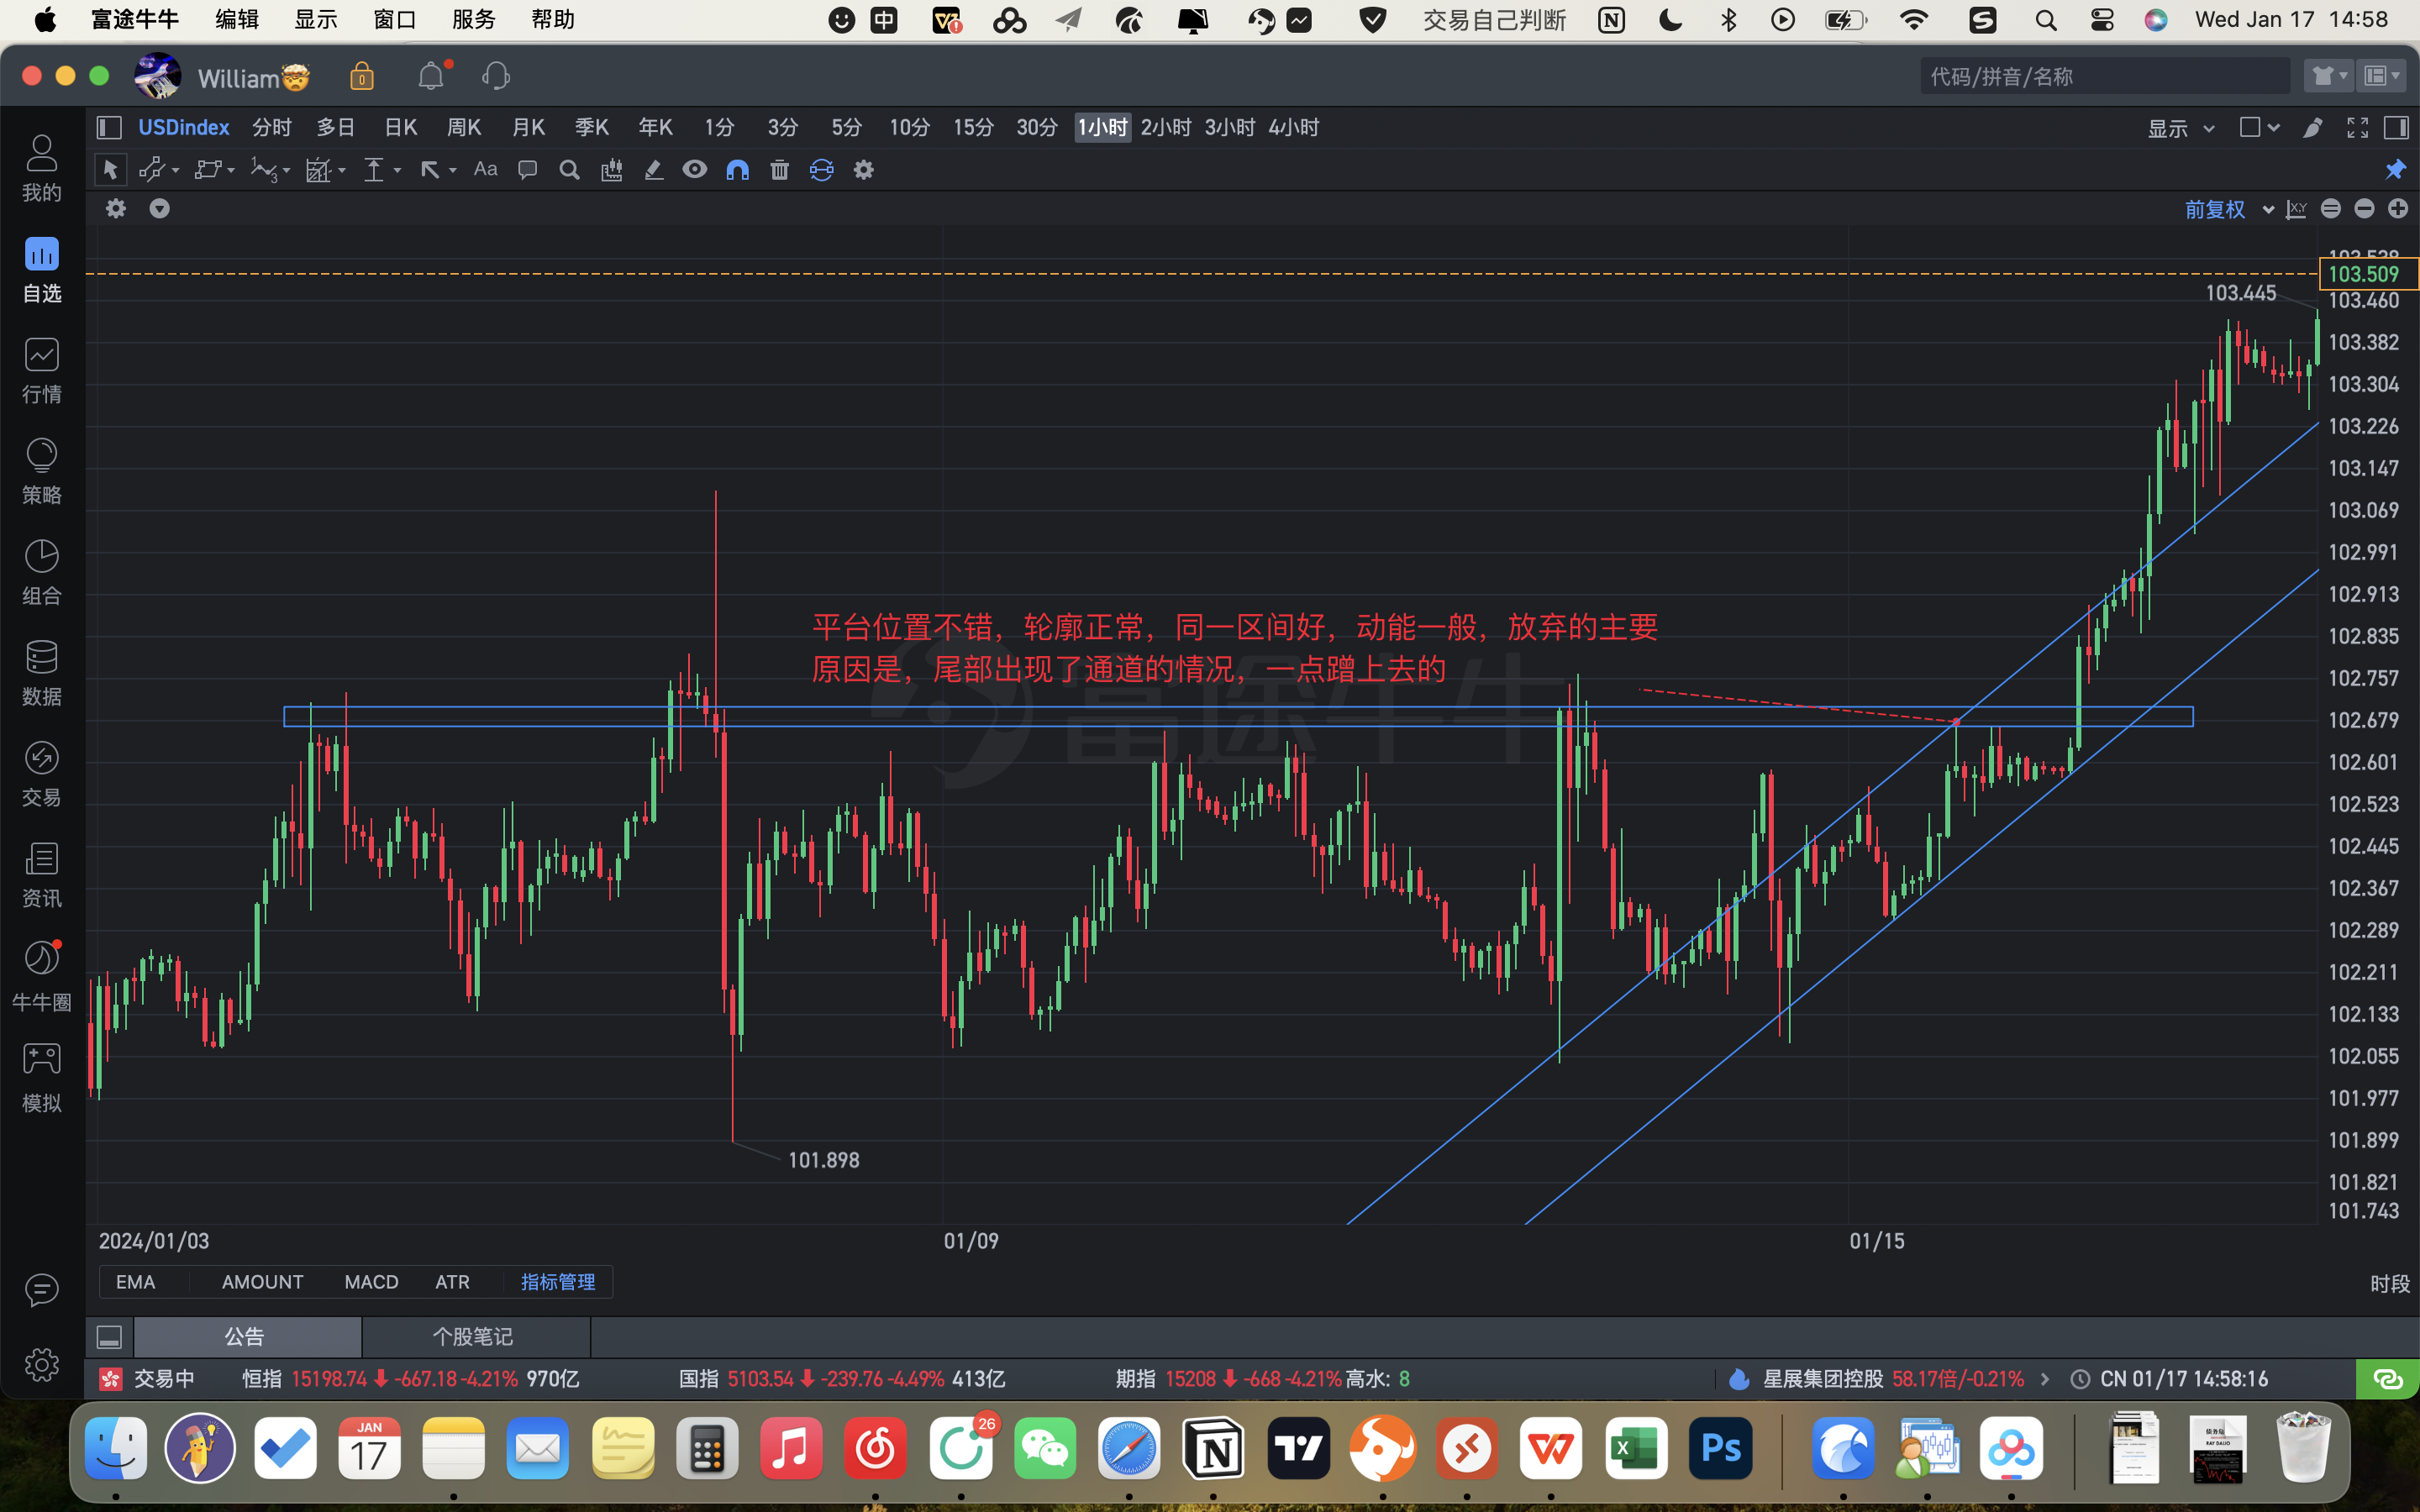 富途牛牛 编辑 显示 窗口 服务 帮助 中 交易自己判断 Wed Jan 17 14:58
William 代码/拼音/名称
USDindex 分时 多日 日K 周K 月K 季K 年K 1分 3分 5分 10分 15分 30分 1小时 2小时 3小时 4小时 显示
Aa
前复权 X,Y
我的
自选
行情
策略
组合
数据
交易
资讯
牛牛圈
模拟
103.509
103.445
103.460
103.382
103.304
103.226
103.147
103.069
102.991
102.913
102.835
102.757
102.679
102.601
102.523
102.445
102.367
102.289
102.211
102.133
102.055
101.977
101.899
101.821
101.743
平台位置不错，轮廓正常，同一区间好，动能一般，放弃的主要
原因是，尾部出现了通道的情况，一点蹭上去的
富途牛牛
101.898
2024/01/03 01/09 01/15
EMA AMOUNT MACD ATR 指标管理 时段
公告 个股笔记
交易中 恒指 15198.74 -667.18 -4.21% 970亿 国指 5103.54 -239.76 -4.49% 413亿 期指 15208 -668 -4.21% 高水: 8 星展集团控股 58.17倍/-0.21% CN 01/17 14:58:16
JAN
17
26
N
X
Ps
RAY DALIO